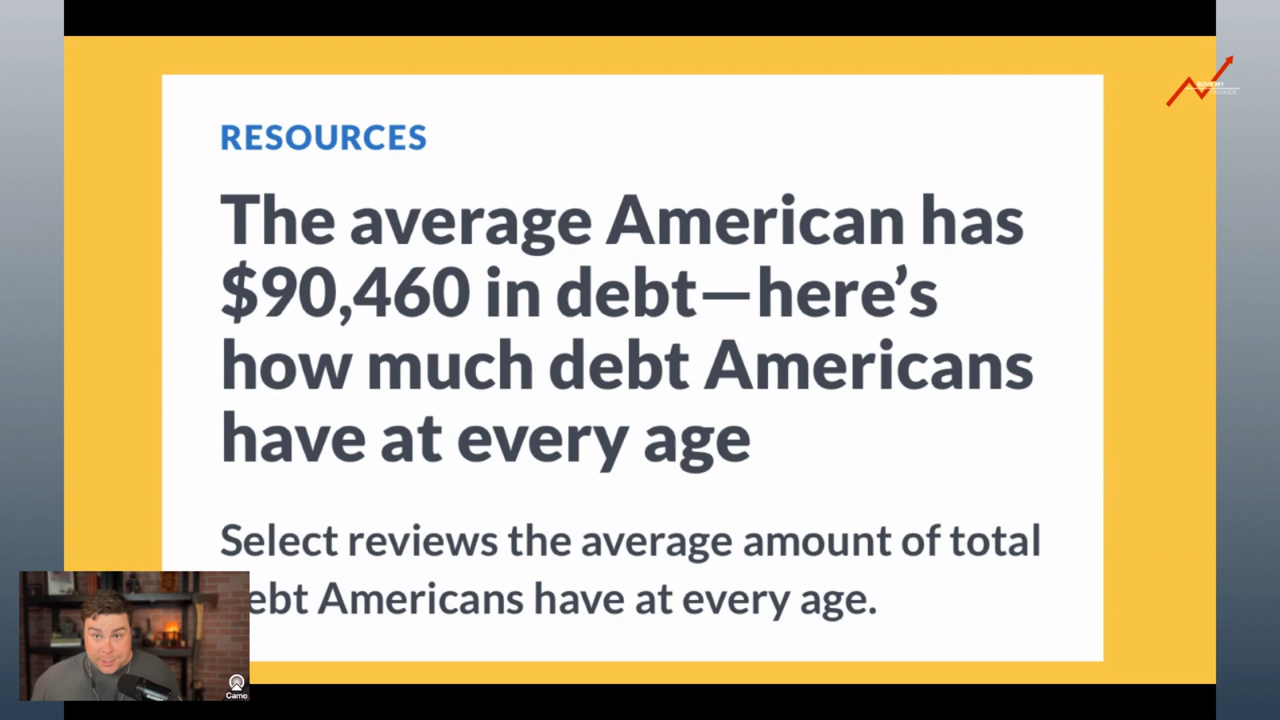 RESOURCES
The average American has
$90,460 in debt—here’s
how much debt Americans
have at every age
Select reviews the average amount of total
ebt Americans have at every age.
Camo